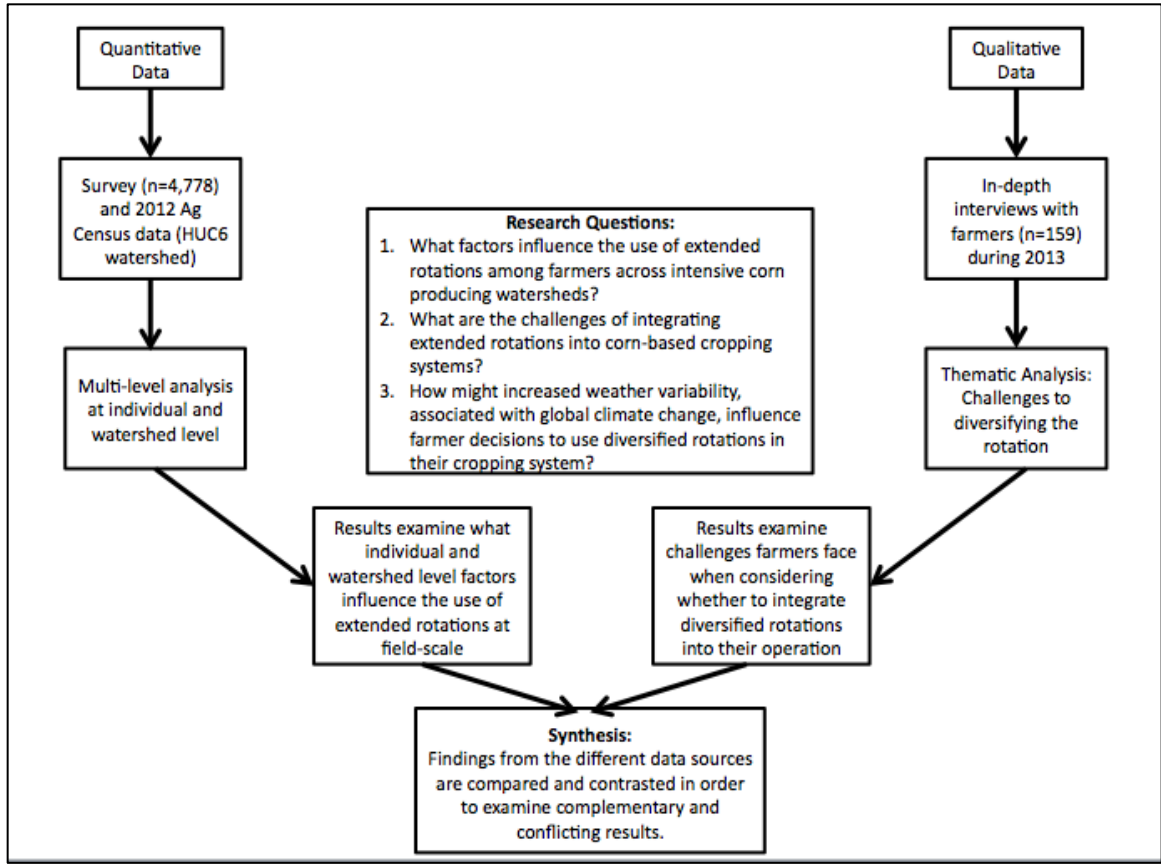 Quantitative
Data
Qualitative
Data
Survey (n=4,778)
and 2012 Ag
Census data (HUC6
watershed)
In-depth
interviews with
farmers (n=159)
during 2013
Research Questions:
1. What factors influence the use of extended
rotations among farmers across intensive corn
producing watersheds?
2. What are the challenges of integrating
extended rotations into corn-based cropping
systems?
3. How might increased weather variability,
associated with global climate change, influence
farmer decisions to use diversified rotations in
their cropping system?
Multi-level analysis
at individual and
watershed level
Thematic Analysis:
Challenges to
diversifying the
rotation
Results examine what
individual and
watershed level factors
influence the use of
extended rotations at
field-scale
Results examine
challenges farmers face
when considering
whether to integrate
diversified rotations
into their operation
Synthesis:
Findings from the different data sources
are compared and contrasted in order
to examine complementary and
conflicting results.